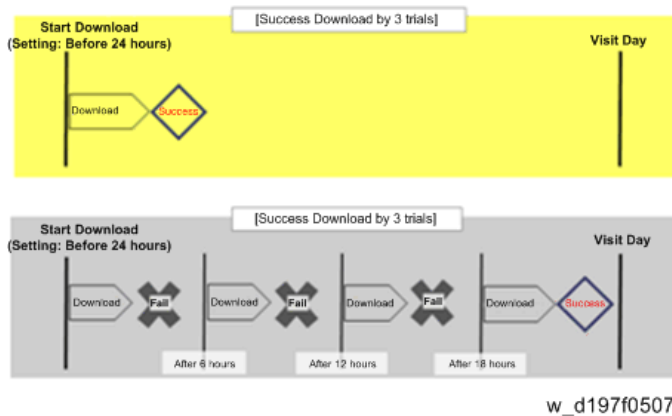 [Success Download by 3 trials]
Start Download
(Setting: Before 24 hours)
Visit Day
Download
Success
[Success Download by 3 trials]
Start Download
(Setting: Before 24 hours)
Visit Day
Download
Fail
Download
Fail
Download
Fail
Download
Success
After 6 hours
After 12 hours
After 18 hours
w_d197f0507